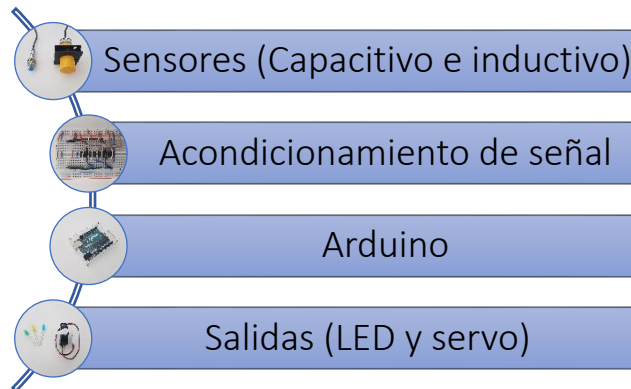 Sensores (Capacitivo e inductivo)
Acondicionamiento de señal
Arduino
Salidas (LED y servo)